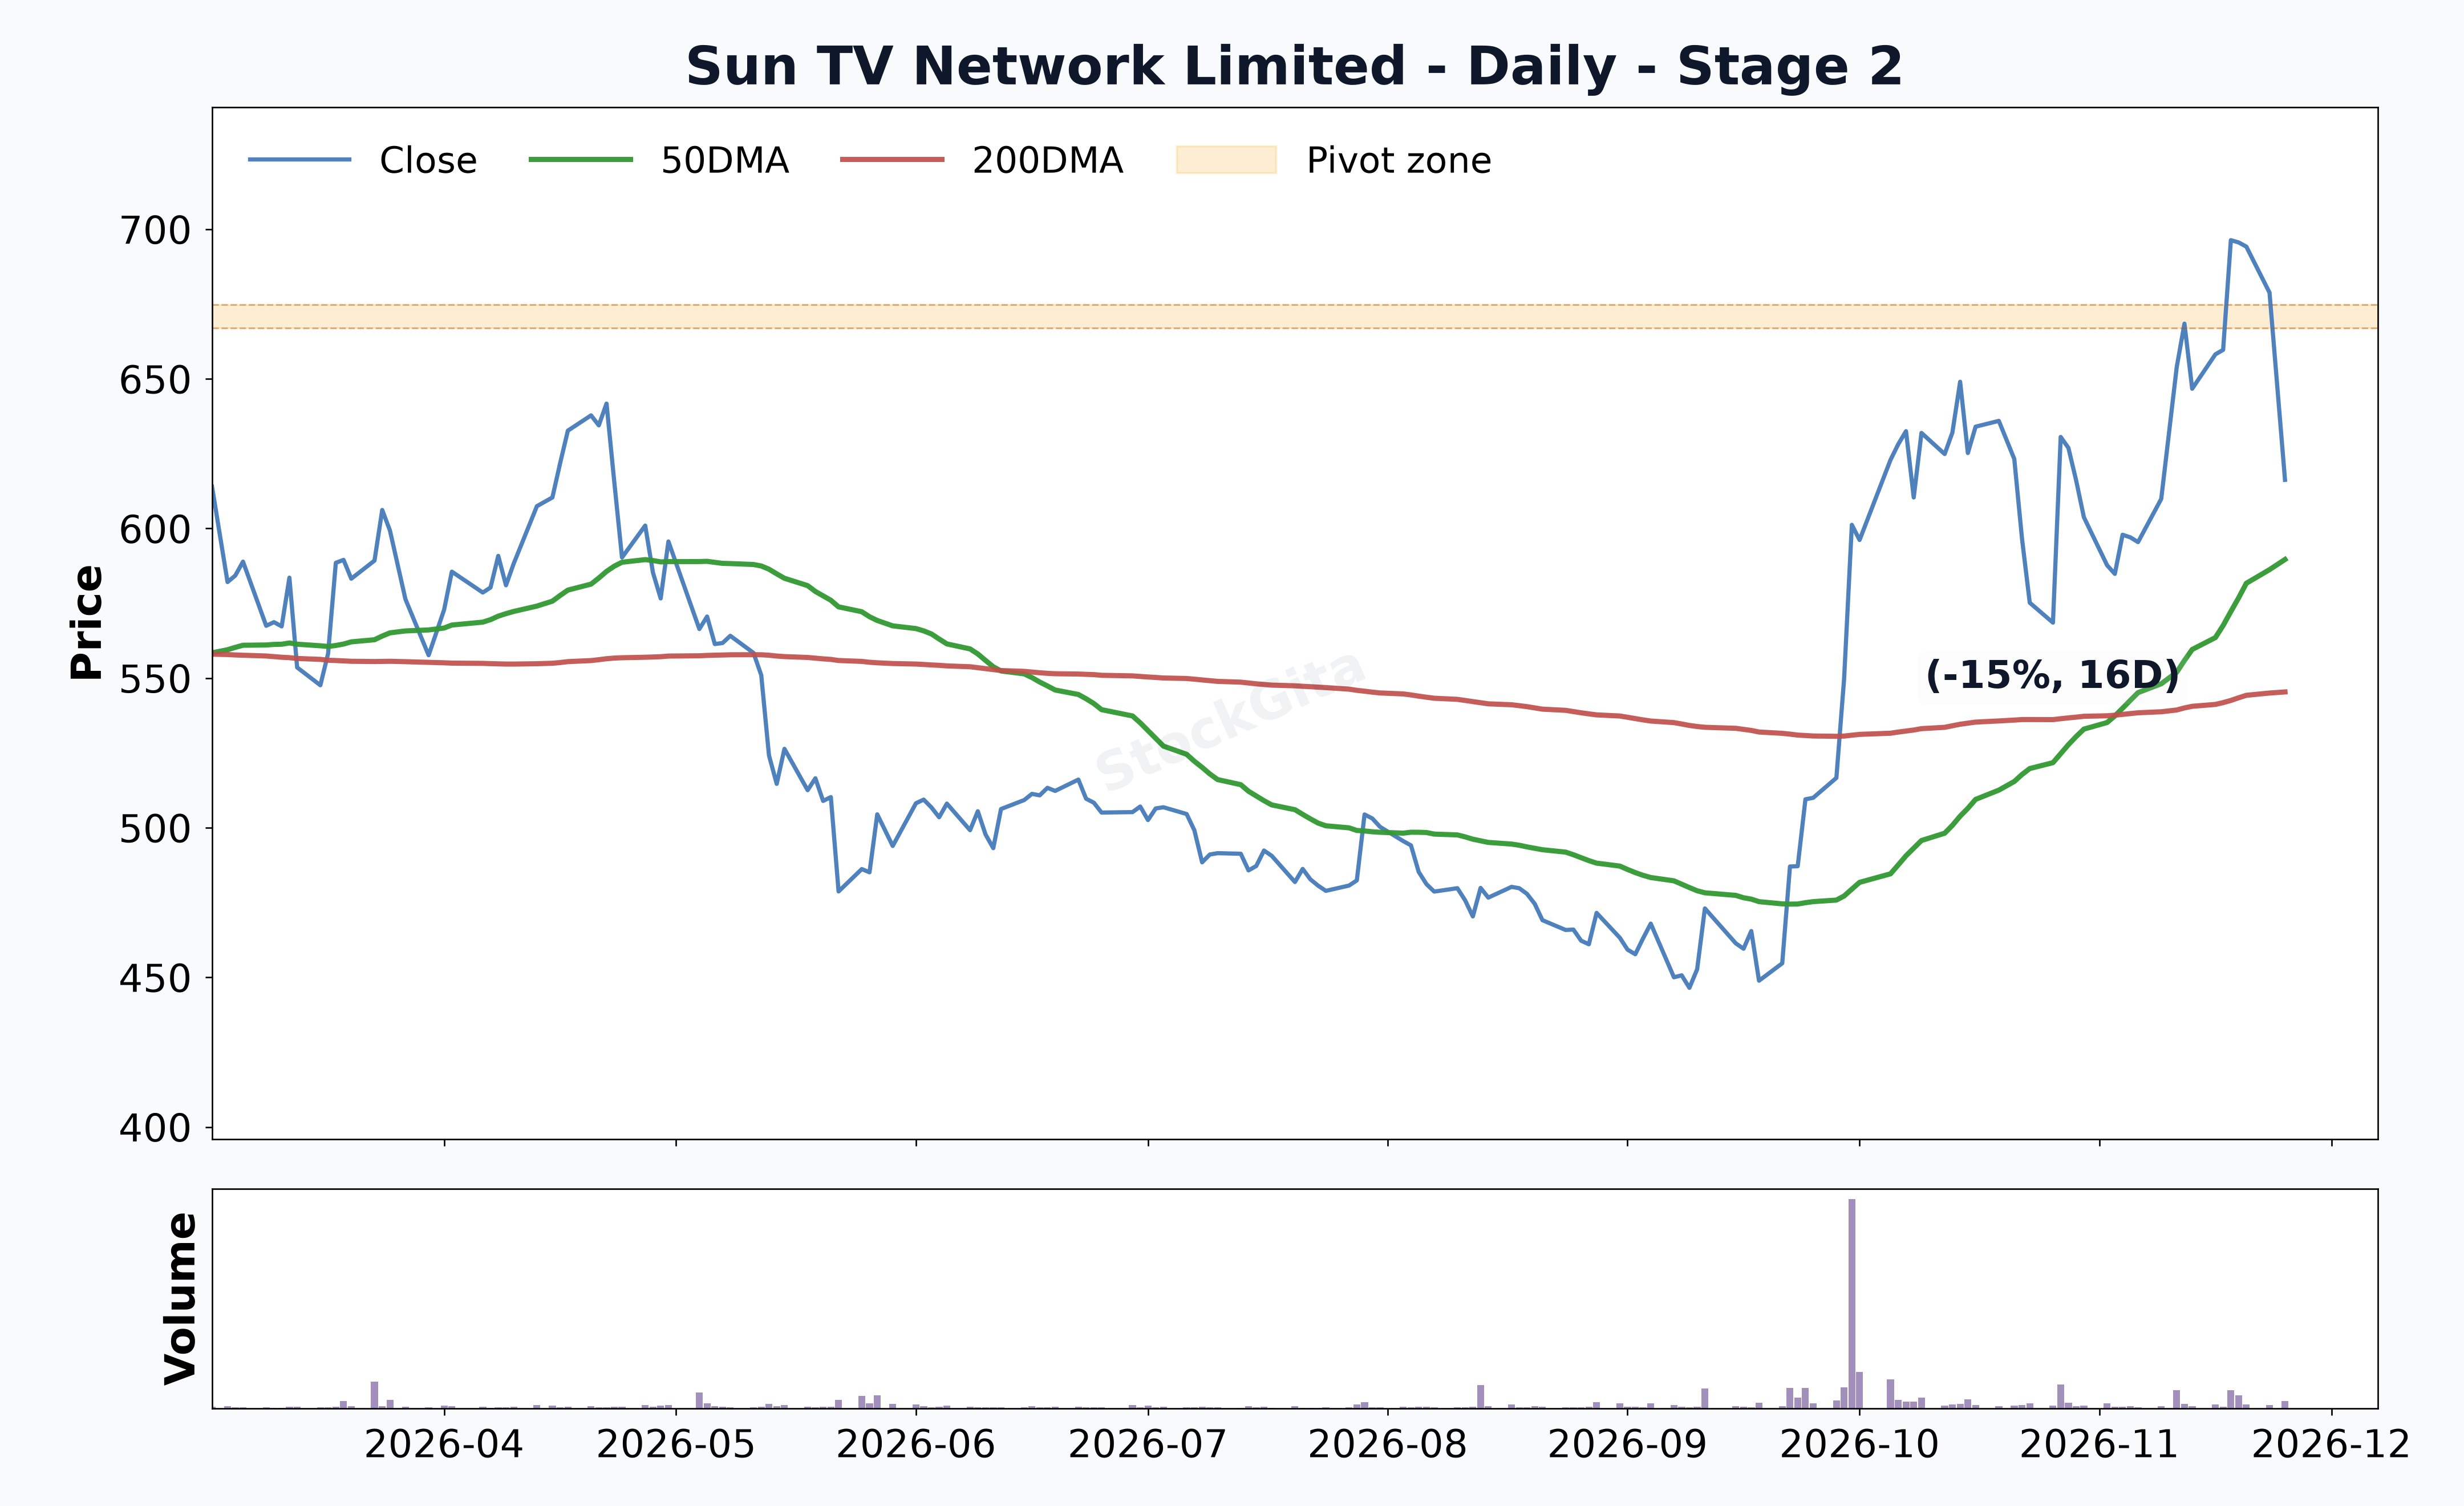 Sun TV Network Limited - Daily - Stage 2
Close 50DMA 200DMA Pivot zone
700
650
600
550
500
450
400
Price
(-15%, 16D)
StockGita
Volume
2026-04 2026-05 2026-06 2026-07 2026-08 2026-09 2026-10 2026-11 2026-12